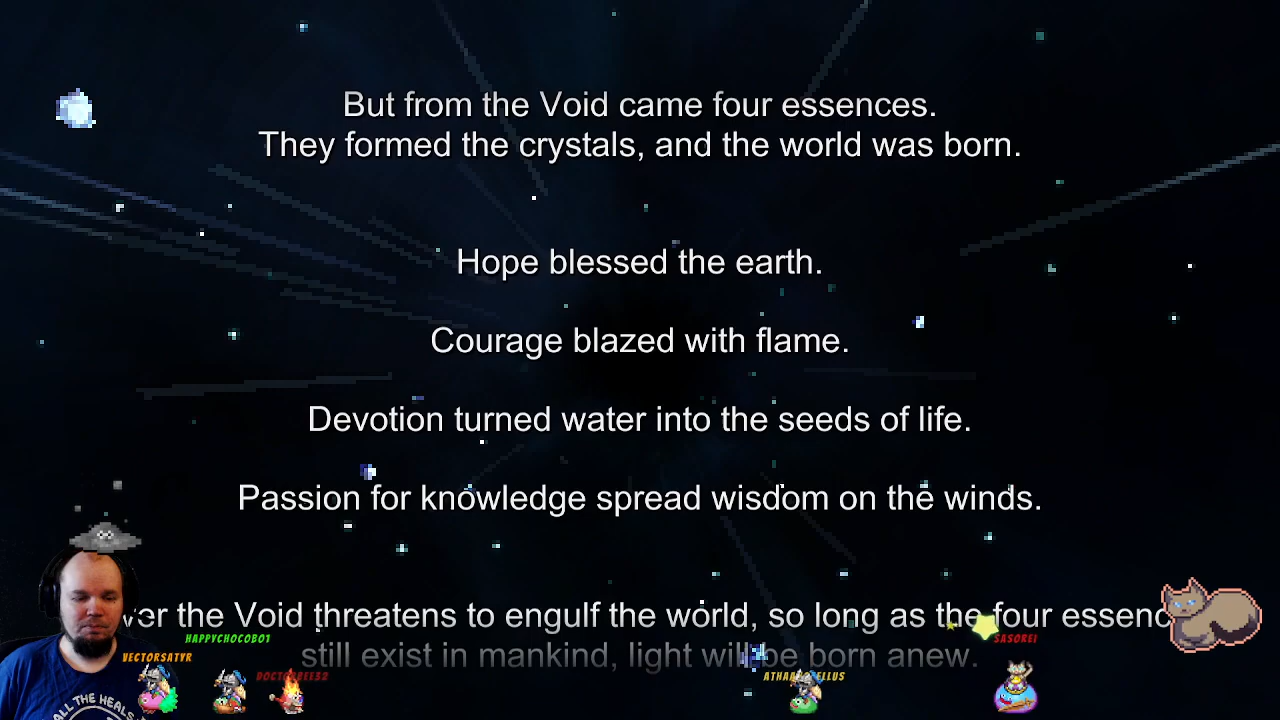 But from the Void came four essences.
They formed the crystals, and the world was born.
Hope blessed the earth.
Courage blazed with flame.
Devotion turned water into the seeds of life.
Passion for knowledge spread wisdom on the winds.
the Void threatens to engulf the world, so long as the four
still exist in mankind, light will be born anew.
HAPPYCHOCOBO1
VECTORSATYR
SASOREI
ALL THE HEALS